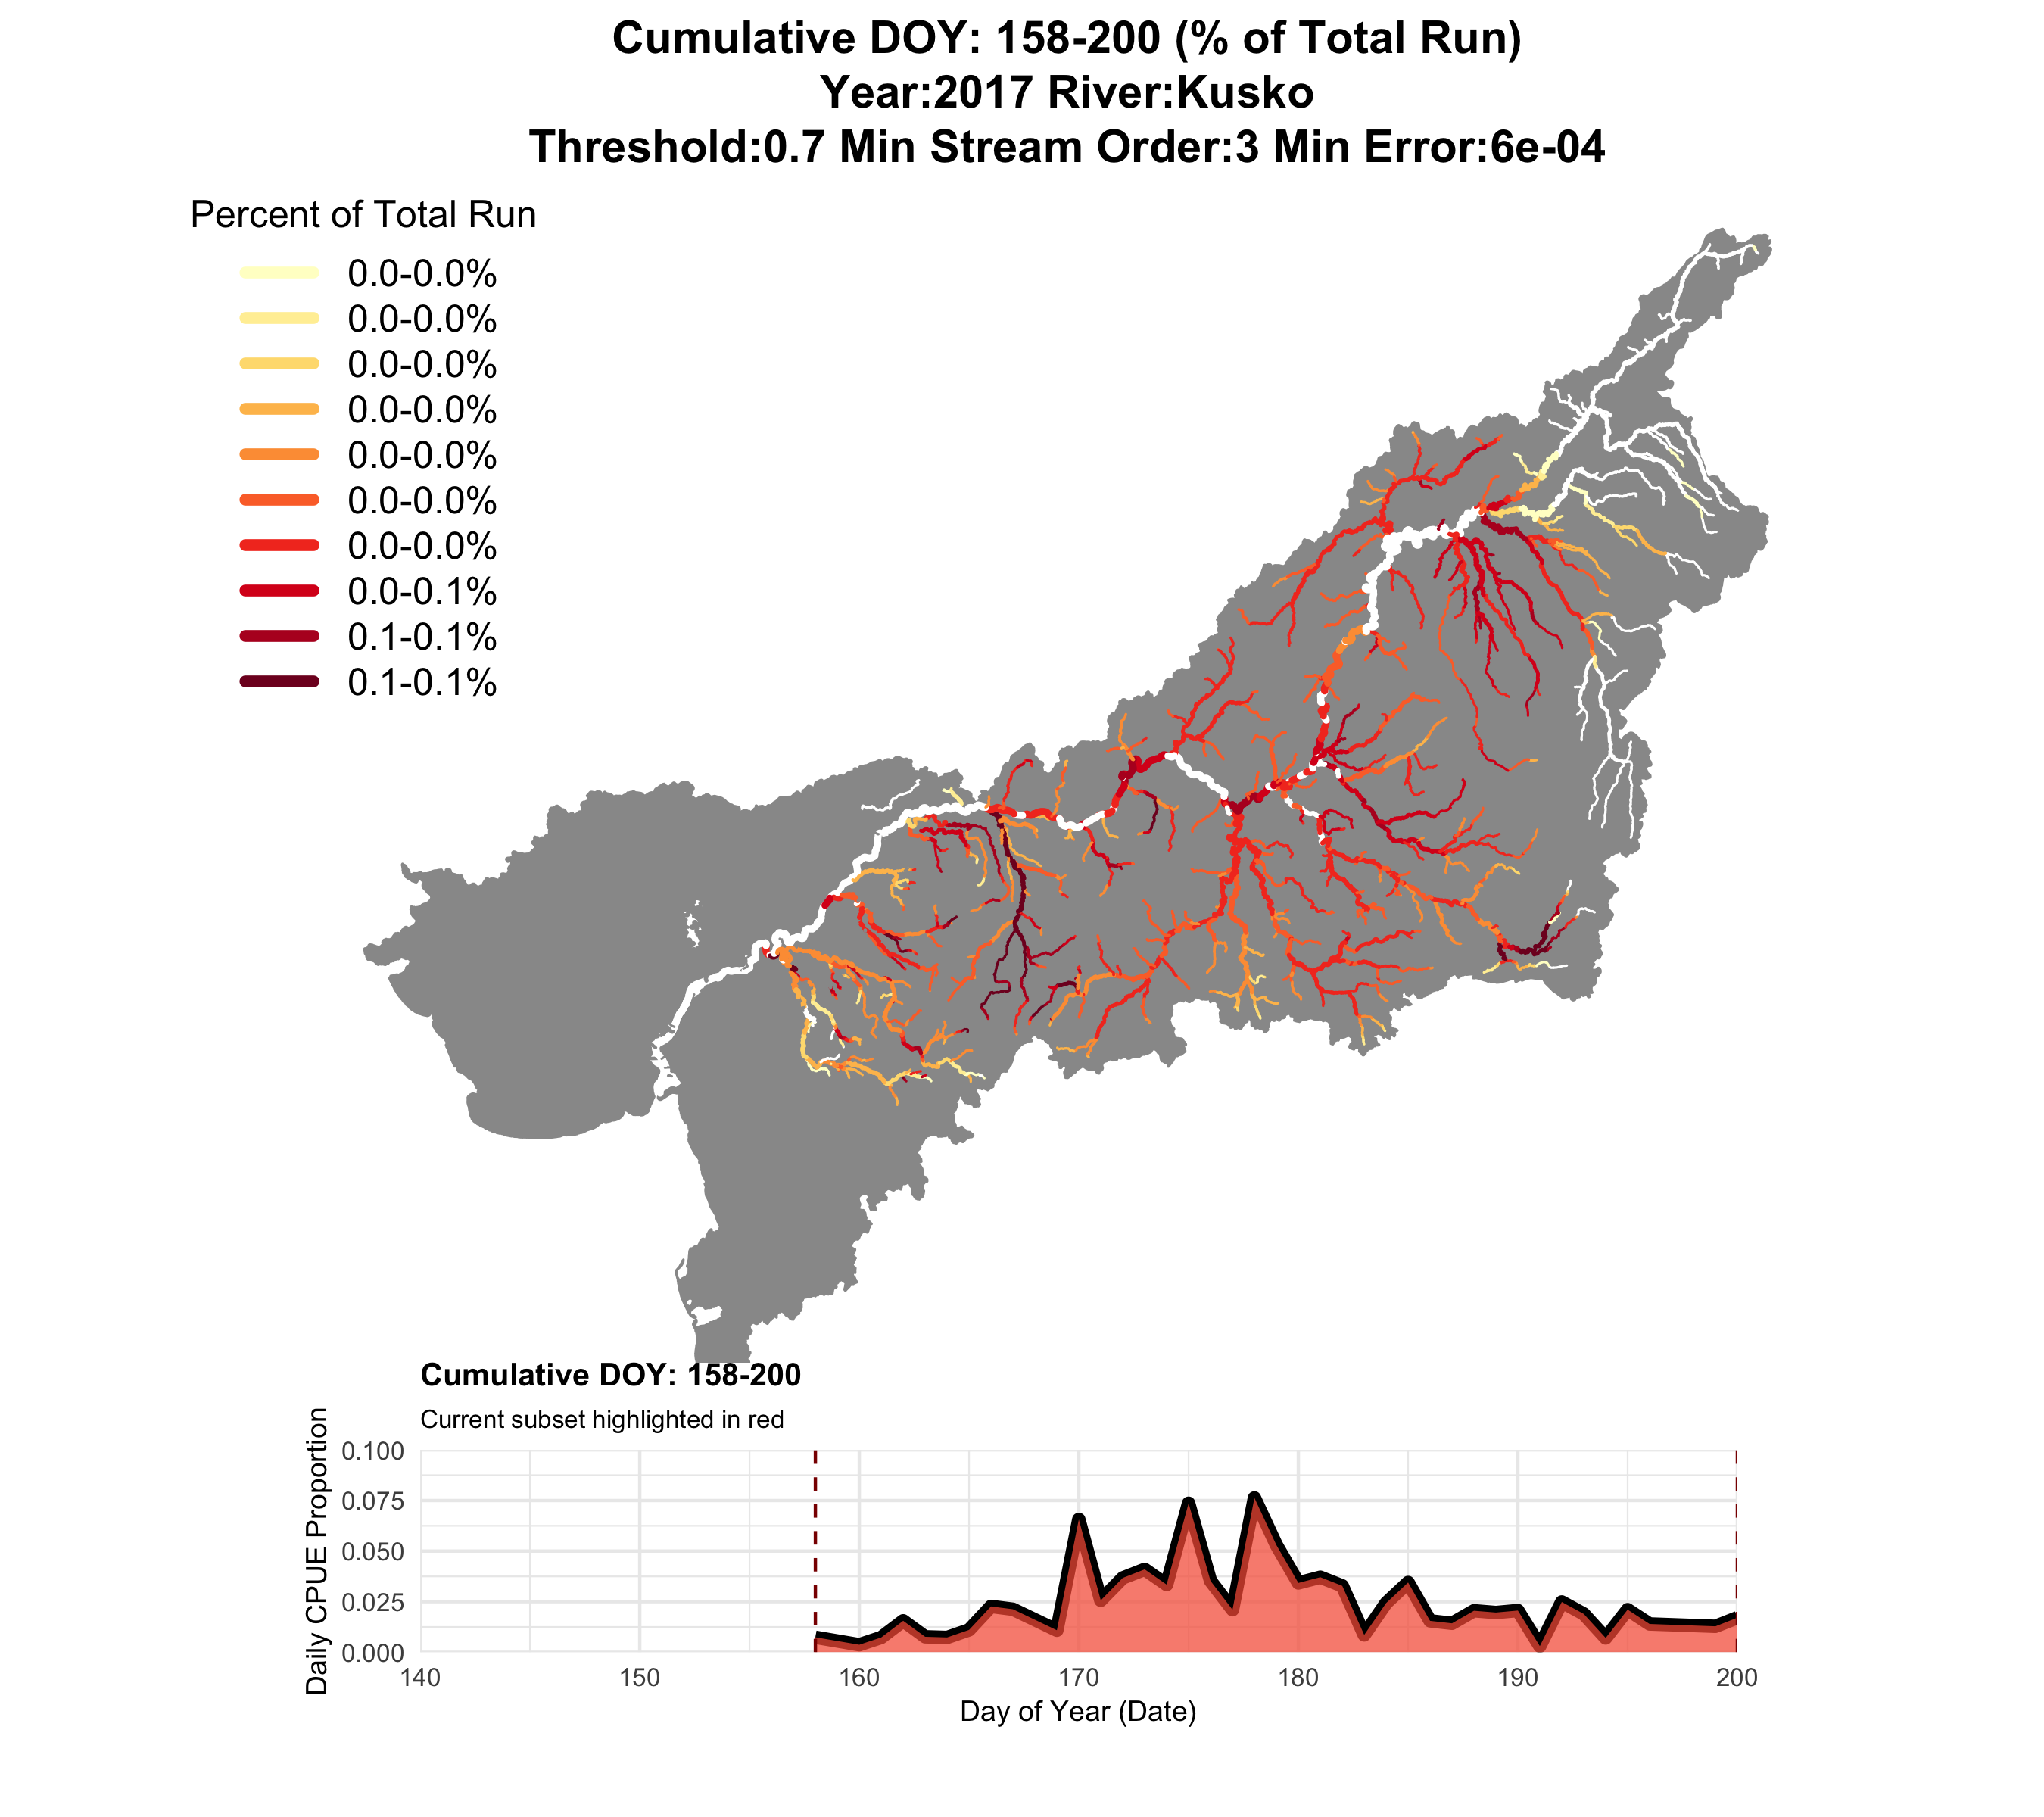 Cumulative DOY: 158-200 (% of Total Run)
Year:2017 River:Kusko
Threshold:0.7 Min Stream Order:3 Min Error:6e-04
Percent of Total Run
0.0-0.0%
0.0-0.0%
0.0-0.0%
0.0-0.0%
0.0-0.0%
0.0-0.0%
0.0-0.0%
0.0-0.1%
0.1-0.1%
0.1-0.1%
Cumulative DOY: 158-200
Current subset highlighted in red
Daily CPUE Proportion
0.100
0.075
0.050
0.025
0.000
140 150 160 170 180 190 200
Day of Year (Date)